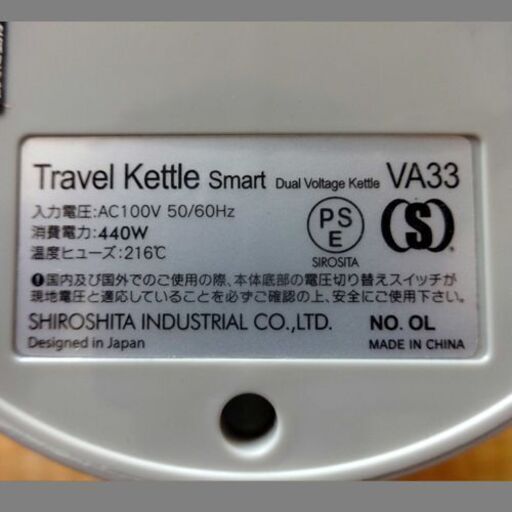 Travel Kettle Smart Dual Voltage Kettle VA33
入力電圧:AC100V 50/60Hz
消費電力:440W
温度ヒューズ:216℃
PS
E
SIROSITA
(S)®
❗国内及び国外でのご使用の際、本体底部の電圧切り替えスイッチが
現地電圧と適応していることを必ずご確認の上、安全にご使用下さい。
SHIROSHITA INDUSTRIAL CO.,LTD. NO. OL
Designed in Japan MADE IN CHINA